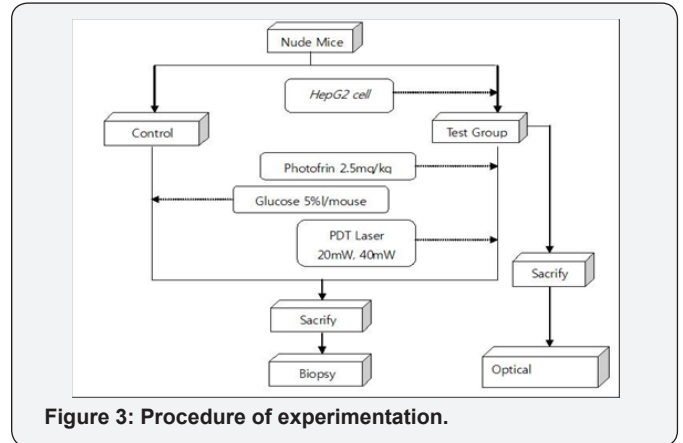 Nude Mice
HepG2 cell
Control
Test Group
Photofrin 2.5mg/kg
Glucose 5%l/mouse
PDT Laser
20mW, 40mW
Sacrify
Sacrify
Biopsy
Optical
Figure 3: Procedure of experimentation.